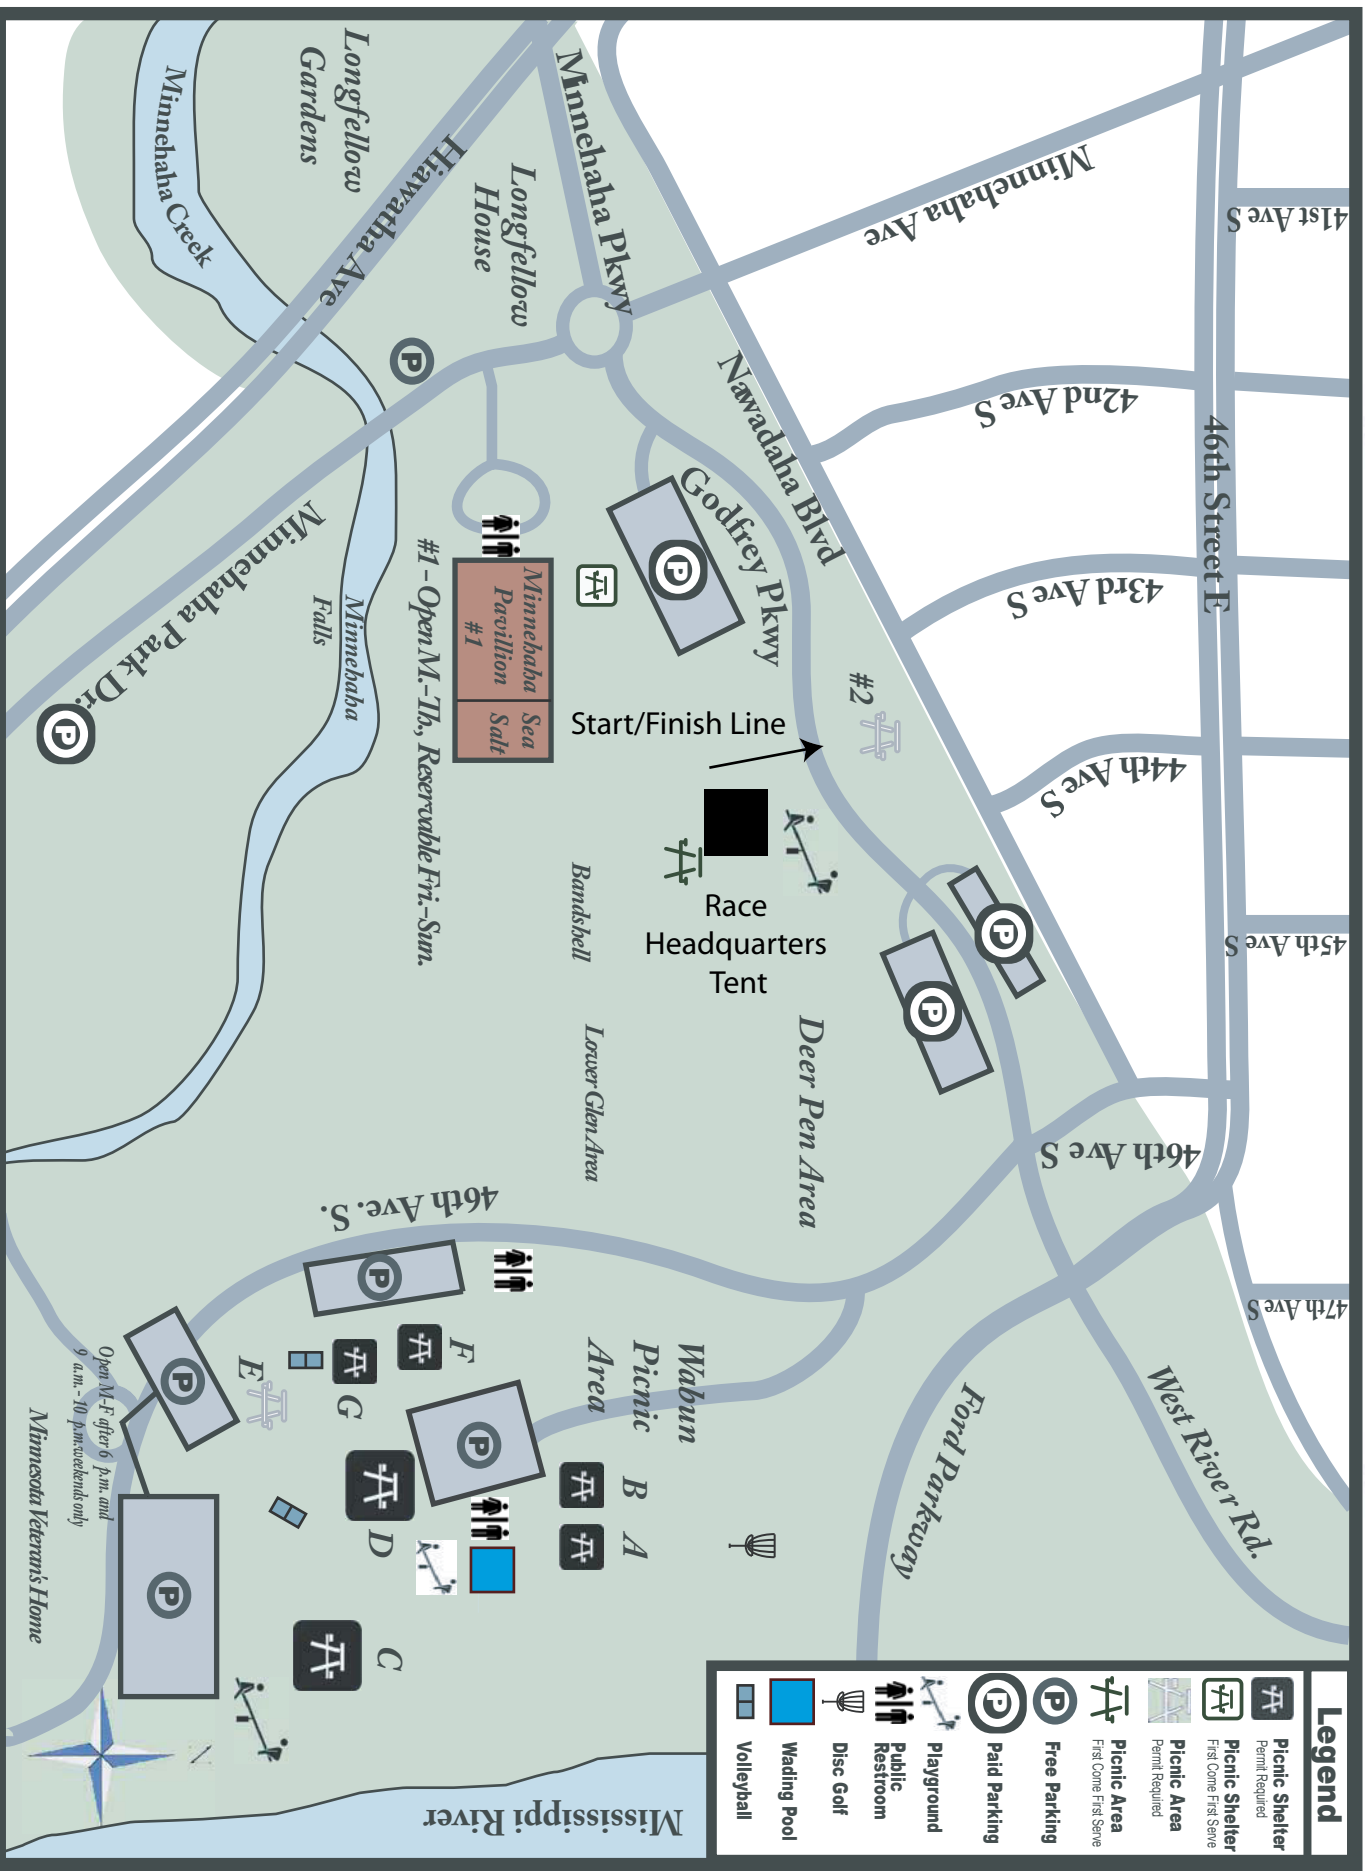 Longfellow
Gardens
Minnehaha Creek
Hiawatha Ave
Longfellow
House
Minnehaha Pkwy
Minnehaha Ave
41st Ave S
42nd Ave S
46th Street E
Nawadaha Blvd
43rd Ave S
Godfrey Pkwy
P
P
Minnehaha
Pavillion
#1
Sea
Salt
#1 - Open M.-Th., Reservable Fri.-Sun.
Minnehaha
Falls
Minnehaha Park Dr.
P
#2
44th Ave S
Start/Finish Line
Race
Headquarters
Tent
Bandshell
45th Ave S
P
P
Deer Pen Area
Lower Glen Area
46th Ave S
46th Ave. S.
47th Ave S
P
P
P
P
F
G
E
Wabun
Picnic
Area
B
A
D
C
Ford Parkway
West River Rd.
Open M-F after 6 p.m. and
9 a.m. - 10 p.m.weekends only
Minnesota Veteran's Home
Mississippi River
N
Legend
Picnic Shelter
Permit Required
Picnic Shelter
First Come First Serve
Picnic Area
Permit Required
Picnic Area
First Come First Serve
P
Free Parking
P
Paid Parking
Playground
Public
Restroom
Disc Golf
Wading Pool
Volleyball